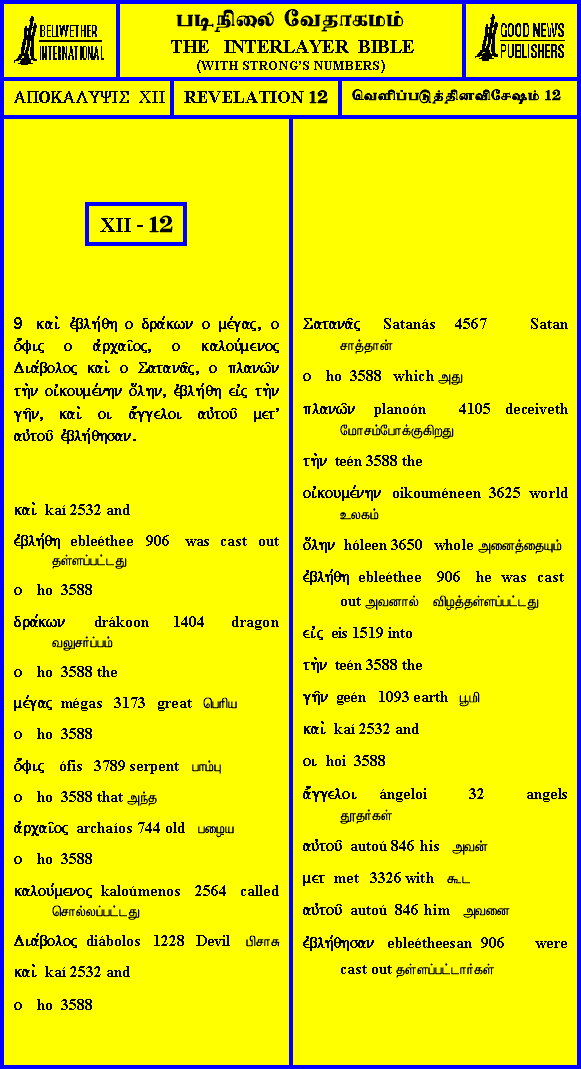 BELLWETHER
INTERNATIONAL
படிநிலை வேதாகமம்
THE INTERLAYER BIBLE
(WITH STRONG'S NUMBERS)
GOOD NEWS
PUBLISHERS
ΑΠΟΚΑΛΥΨΙΣ XII
REVELATION 12
வெளிப்படுத்தினவிசேஷம் 12
XII - 12
9 καὶ ἐβλήθη ο δράκων ο μέγας, ο
ὄφις ο ἀρχαῖος, ο καλούμενος
Διάβολος καὶ ο Σατανᾶς, ο πλανῶν
τὴν οἰκουμένην ὅλην, ἐβλήθη εἰς τὴν
γῆν, καὶ οι ἄγγελοι αὐτοῦ μετ'
αὐτοῦ ἐβλήθησαν.
καὶ kaí 2532 and
ἐβλήθη ebleéthee 906 was cast out
தள்ளப்பட்டது
ο ho 3588
δράκων drákoon 1404 dragon
வலுசர்ப்பம்
ο ho 3588 the
μέγας mégas 3173 great பெரிய
ο ho 3588
ὄφις ófis 3789 serpent பாம்பு
ο ho 3588 that அந்த
ἀρχαῖος archaíos 744 old பழைய
ο ho 3588
καλούμενος kaloúmenos 2564 called
சொல்லப்பட்டது
Διάβολος diábolos 1228 Devil பிசாசு
καὶ kaí 2532 and
ο ho 3588
Σατανᾶς Satanás 4567 Satan
சாத்தான்
ο ho 3588 which அது
πλανῶν planoón 4105 deceiveth
மோசம்போக்குகிறது
τὴν teén 3588 the
οἰκουμένην oikouméneen 3625 world
உலகம்
ὅλην hóleen 3650 whole அனைத்தையும்
ἐβλήθη ebleéthee 906 he was cast
out அவனால் விழத்தள்ளப்பட்டது
εἰς eis 1519 into
τὴν teén 3588 the
γῆν geén 1093 earth பூமி
καὶ kaí 2532 and
οι hoi 3588
ἄγγελοι ángeloi 32 angels
தூதர்கள்
αὐτοῦ autoú 846 his அவன்
μετ met 3326 with கூட
αὐτοῦ autoú 846 him அவனை
ἐβλήθησαν ebleétheesan 906 were
cast out தள்ளப்பட்டார்கள்